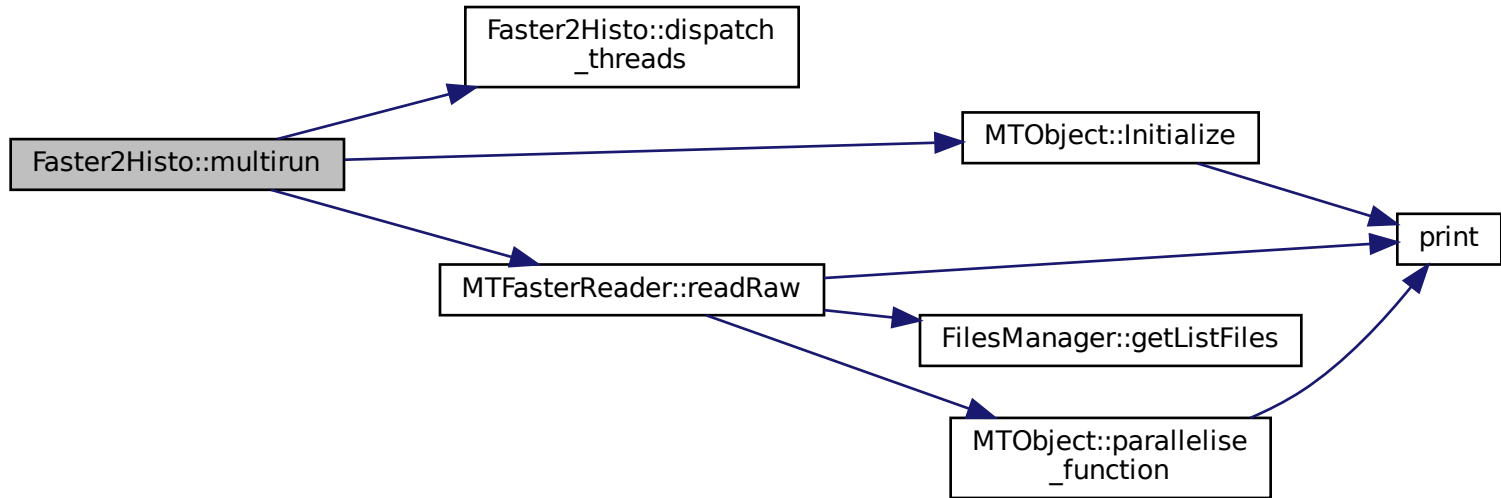 Faster2Histo::dispatch
_threads
MTObject::Initialize
Faster2Histo::multirun
print
MTFasterReader::readRaw
FilesManager::getListFiles
MTObject::parallelise
_function